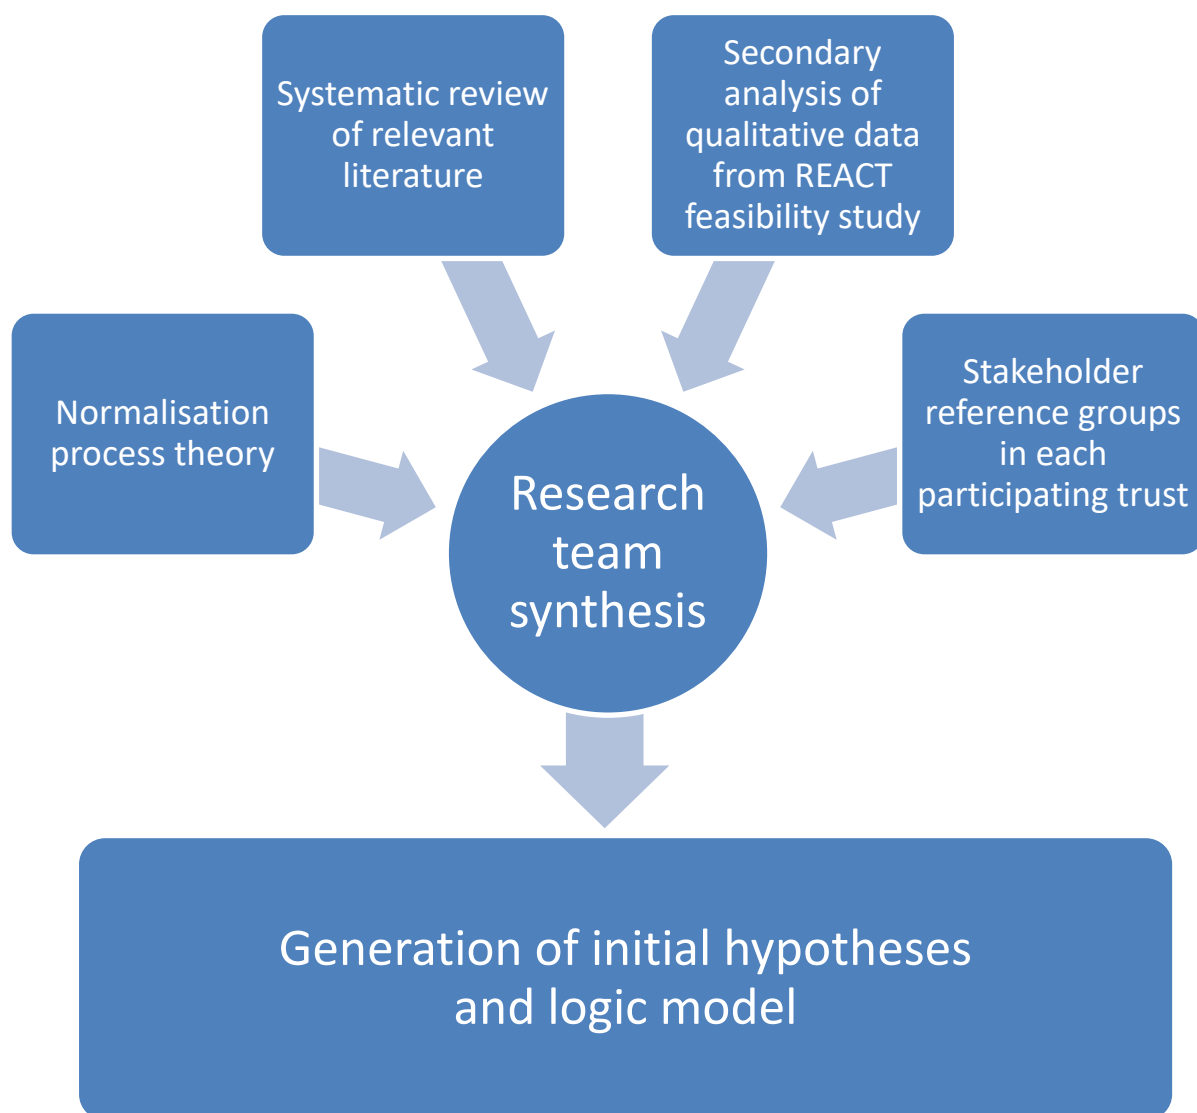 Systematic review
of relevant
literature
Secondary
analysis of
qualitative data
from REACT
feasibility study
Normalisation
process theory
Stakeholder
reference groups
in each
participating trust
Research
team
synthesis
Generation of initial hypotheses
and logic model